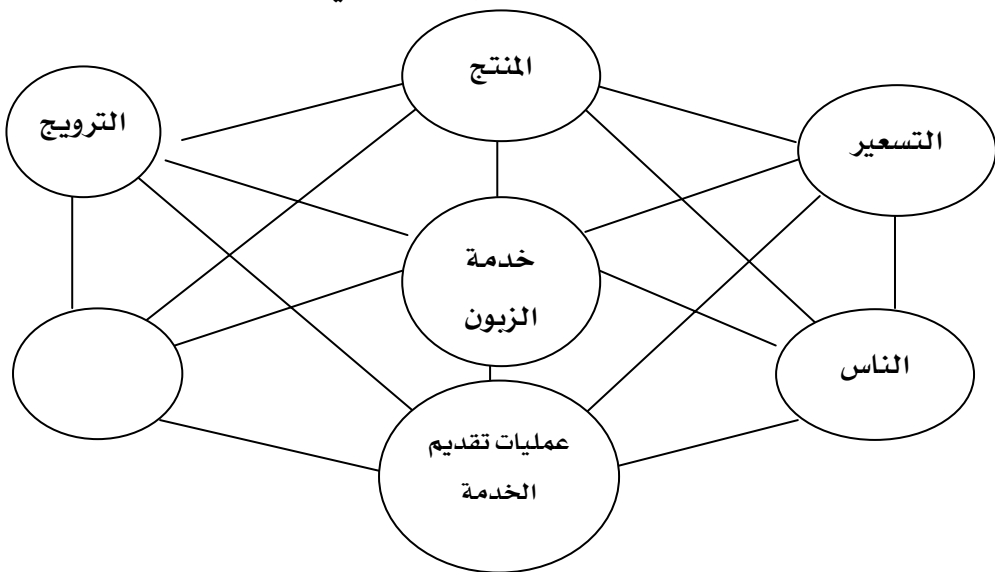 المنتج
التسعير
الترويج
خدمة
الزبون
الناس
عمليات تقديم
الخدمة